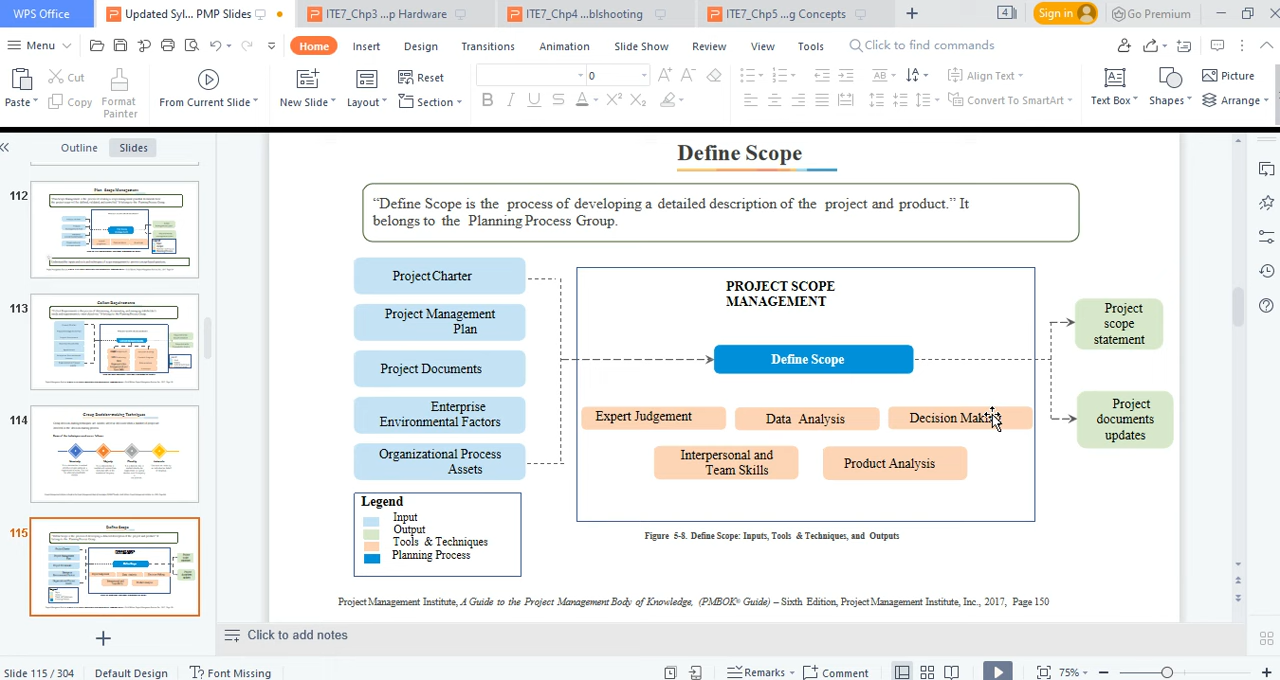 WPS Office
Updated Syl... PMP Slides
ITE7_Chp3 ...p Hardware
ITE7_Chp4 ...blshooting
ITE7_Chp5 ...g Concepts
4
Sign in
Go Premium
Menu
Home
Insert
Design
Transitions
Animation
Slide Show
Review
View
Tools
Click to find commands
Paste
Cut
Copy
Format Painter
From Current Slide
New Slide
Layout
Reset
Section
0
Align Text
Convert To SmartArt
Text Box
Shapes
Picture
Arrange
Outline
Slides
112
113
114
115
Define Scope
“Define Scope is the process of developing a detailed description of the project and product.” It
belongs to the Planning Process Group.
Project Charter
Project Management
Plan
Project Documents
Enterprise
Environmental Factors
Organizational Process
Assets
PROJECT SCOPE
MANAGEMENT
Define Scope
Expert Judgement
Data Analysis
Decision Making
Interpersonal and
Team Skills
Product Analysis
Project
scope
statement
Project
documents
updates
Legend
Input
Output
Tools & Techniques
Planning Process
Figure 5-8. Define Scope: Inputs, Tools & Techniques, and Outputs
Project Management Institute, A Guide to the Project Management Body of Knowledge, (PMBOK® Guide) – Sixth Edition, Project Management Institute, Inc., 2017, Page 150
Click to add notes
Slide 115 / 304
Default Design
Font Missing
Remarks
Comment
75%